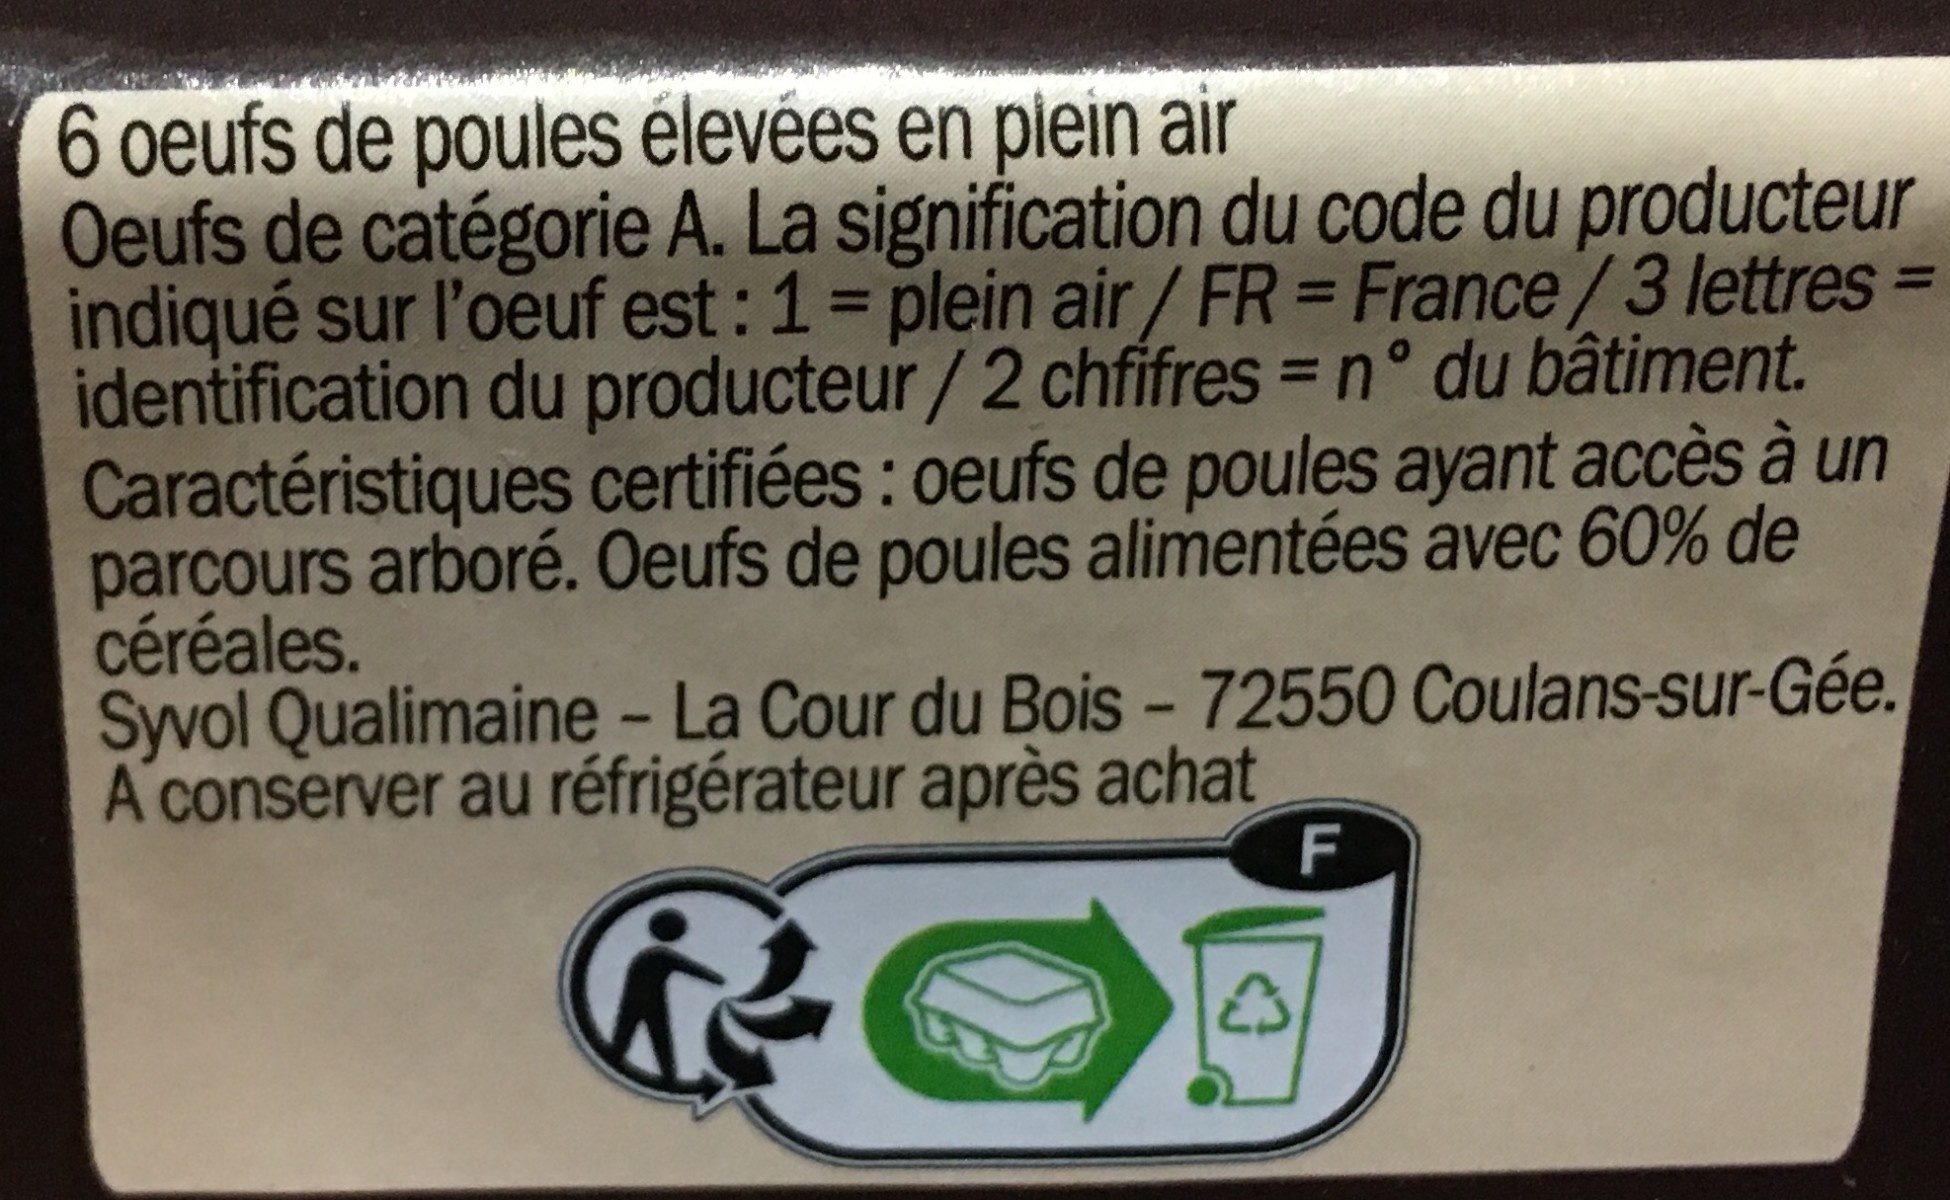 6 oeufs de poules élevées en plein air
Oeufs de catégorie A. La signification du code du producteur
indiqué sur l'oeuf est : 1 = plein air / FR = France / 3 lettres =
identification du producteur / 2 chfifres = n° du bâtiment.
Caractéristiques certifiées : oeufs de poules ayant accès à un
parcours arboré. Oeufs de poules alimentées avec 60% de
céréales.
Syvol Qualimaine – La Cour du Bois – 72550 Coulans-sur-Gée.
A conserver au réfrigérateur après achat
F